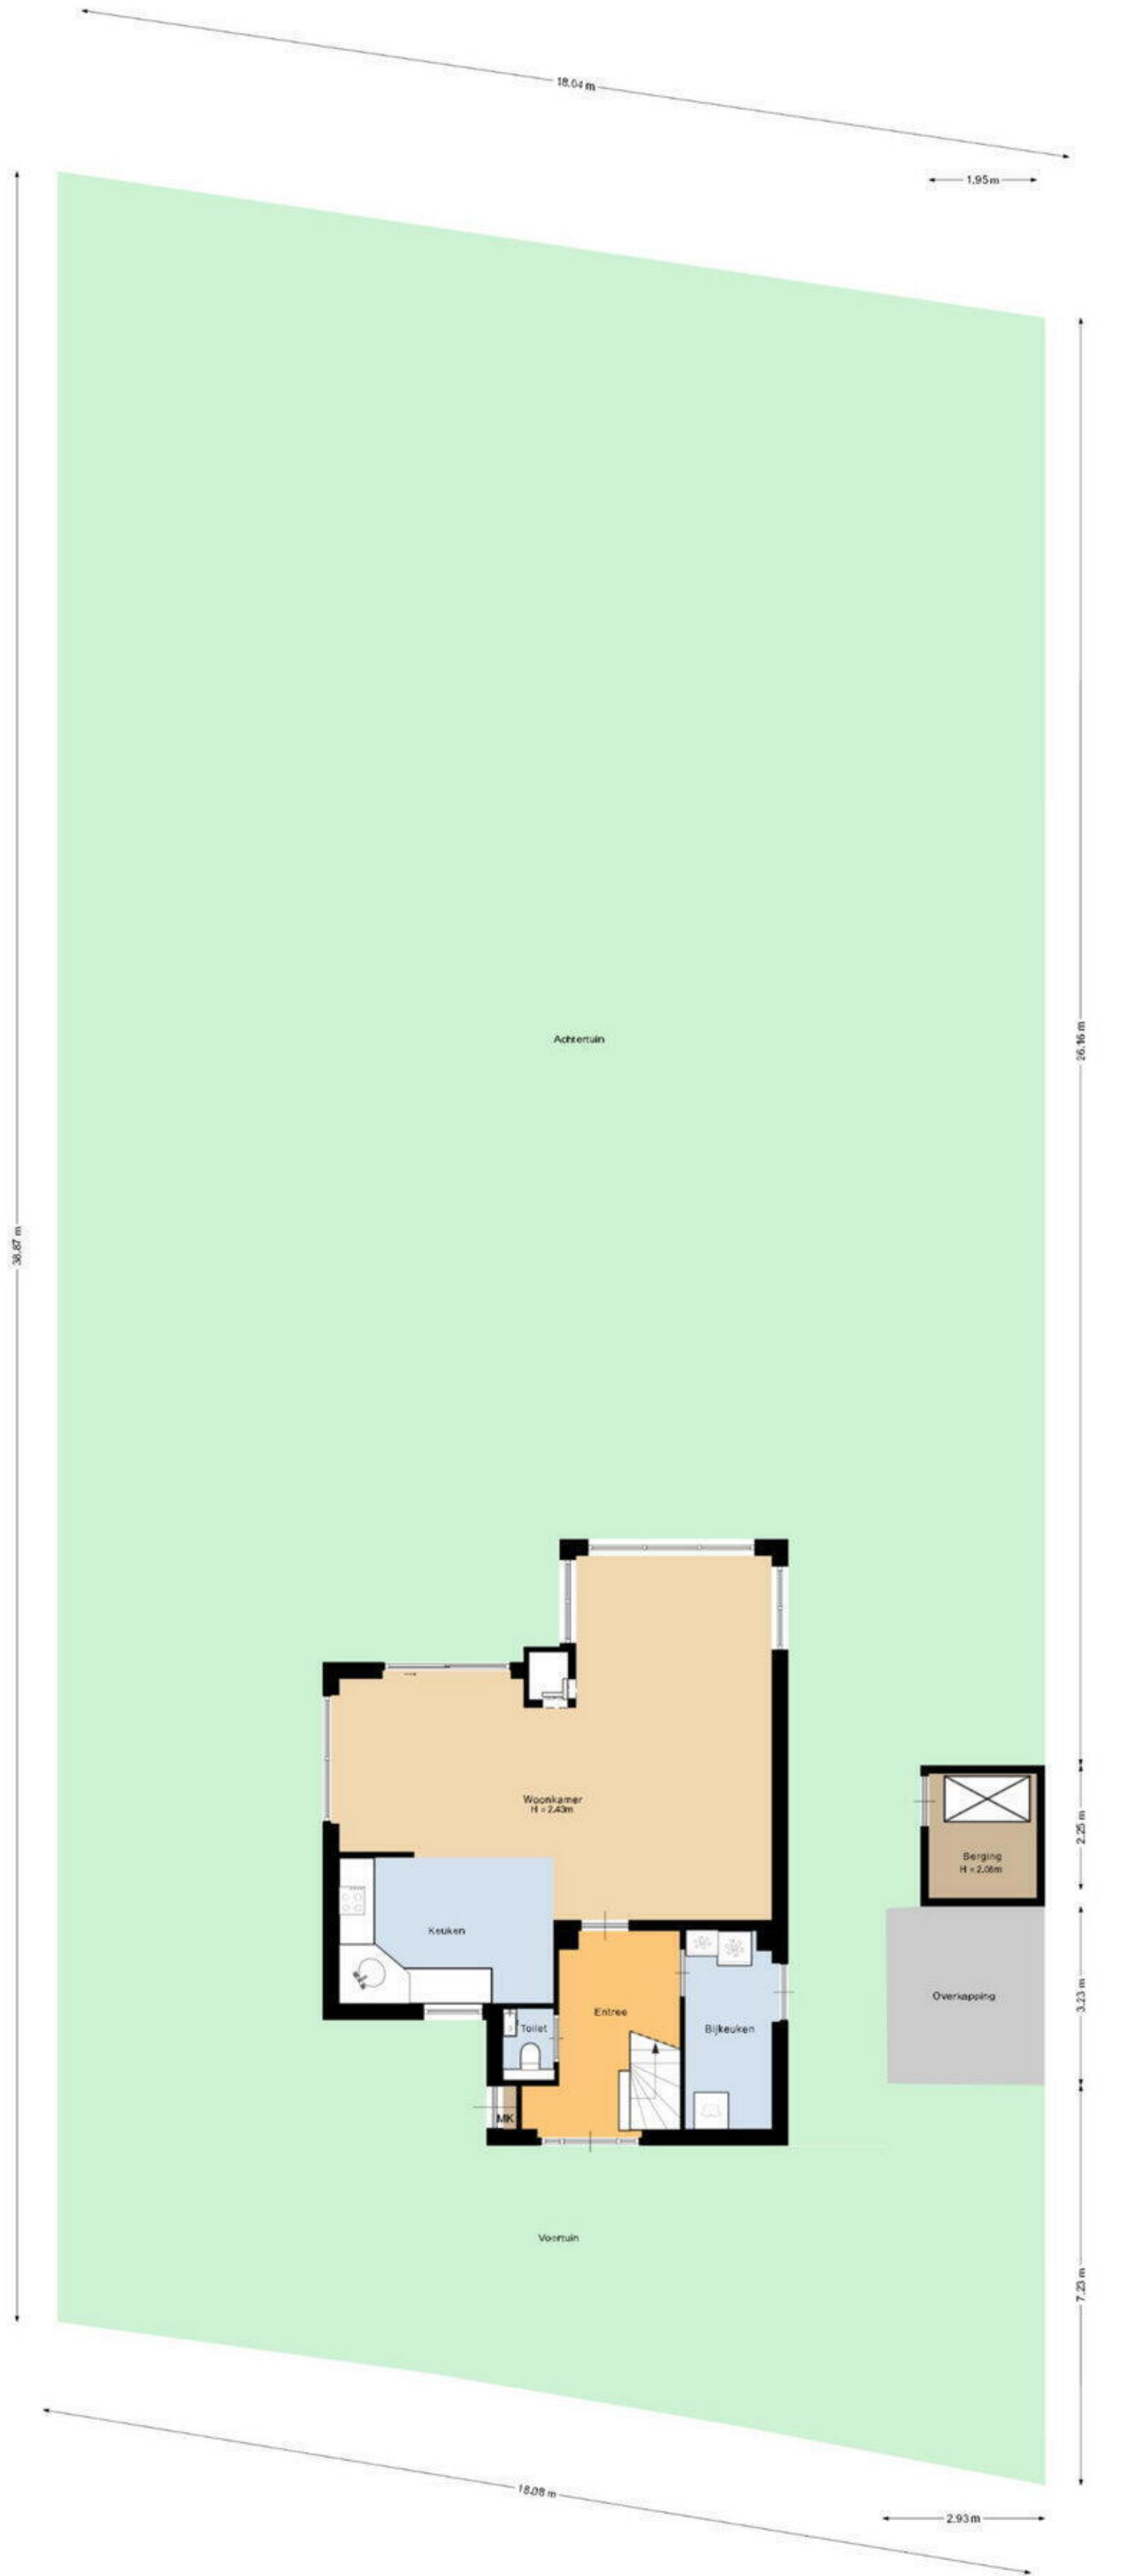 18.04 m
1.95 m
Achtertuin
26.16 m
38.87 m
Woonkamer
H = 2.43m
2.25 m
Berging
H = 2.08m
Keuken
Overkapping
3.23 m
Entree
Toilet
Bijkeuken
MK
Voortuin
7.23 m
18.08 m
2.93 m